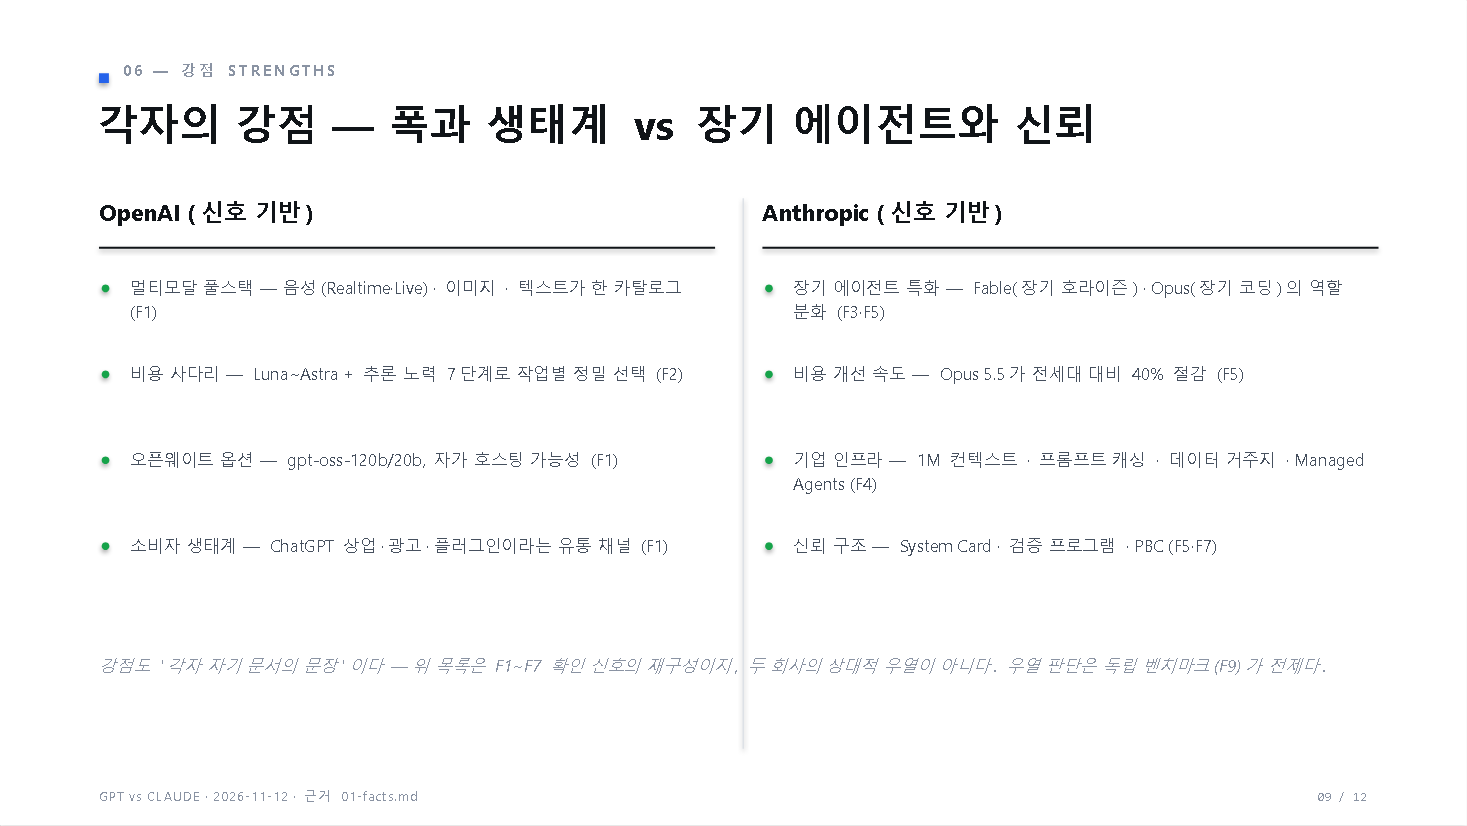 06 — 강점 STRENGTHS
각자의 강점 — 폭과 생태계 vs 장기 에이전트와 신뢰
OpenAI (신호 기반)
멀티모달 풀스택 — 음성(Realtime·Live) · 이미지 · 텍스트가 한 카탈로그
(F1)
비용 사다리 — Luna~Astra + 추론 노력 7단계로 작업별 정밀 선택 (F2)
오픈웨이트 옵션 — gpt-oss-120b/20b, 자가 호스팅 가능성 (F1)
소비자 생태계 — ChatGPT 상업·광고·플러그인이라는 유통 채널 (F1)
Anthropic (신호 기반)
장기 에이전트 특화 — Fable(장기 호라이즌)·Opus(장기 코딩)의 역할
분화 (F3·F5)
비용 개선 속도 — Opus 5.5가 전세대 대비 40% 절감 (F5)
기업 인프라 — 1M 컨텍스트 · 프롬프트 캐싱 · 데이터 거주지 · Managed
Agents (F4)
신뢰 구조 — System Card · 검증 프로그램 · PBC (F5·F7)
강점도 '각자 자기 문서의 문장'이다 — 위 목록은 F1~F7 확인 신호의 재구성이지, 두 회사의 상대적 우열이 아니다. 우열 판단은 독립 벤치마크(F9)가 전제다.
GPT vs CLAUDE · 2026-11-12 · 근거 01-facts.md
09 / 12